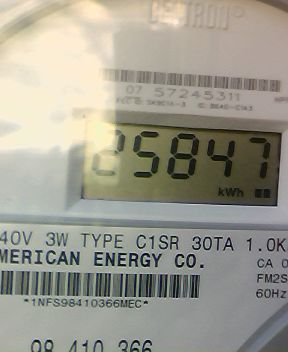 07 57245311
25847
kWh
40V 3W TYPE C1SR 30TA 1.0K
MERICAN ENERGY CO.
CA 0
FM2S
60Hz
*1NFS98410366MEC*
98 410 366